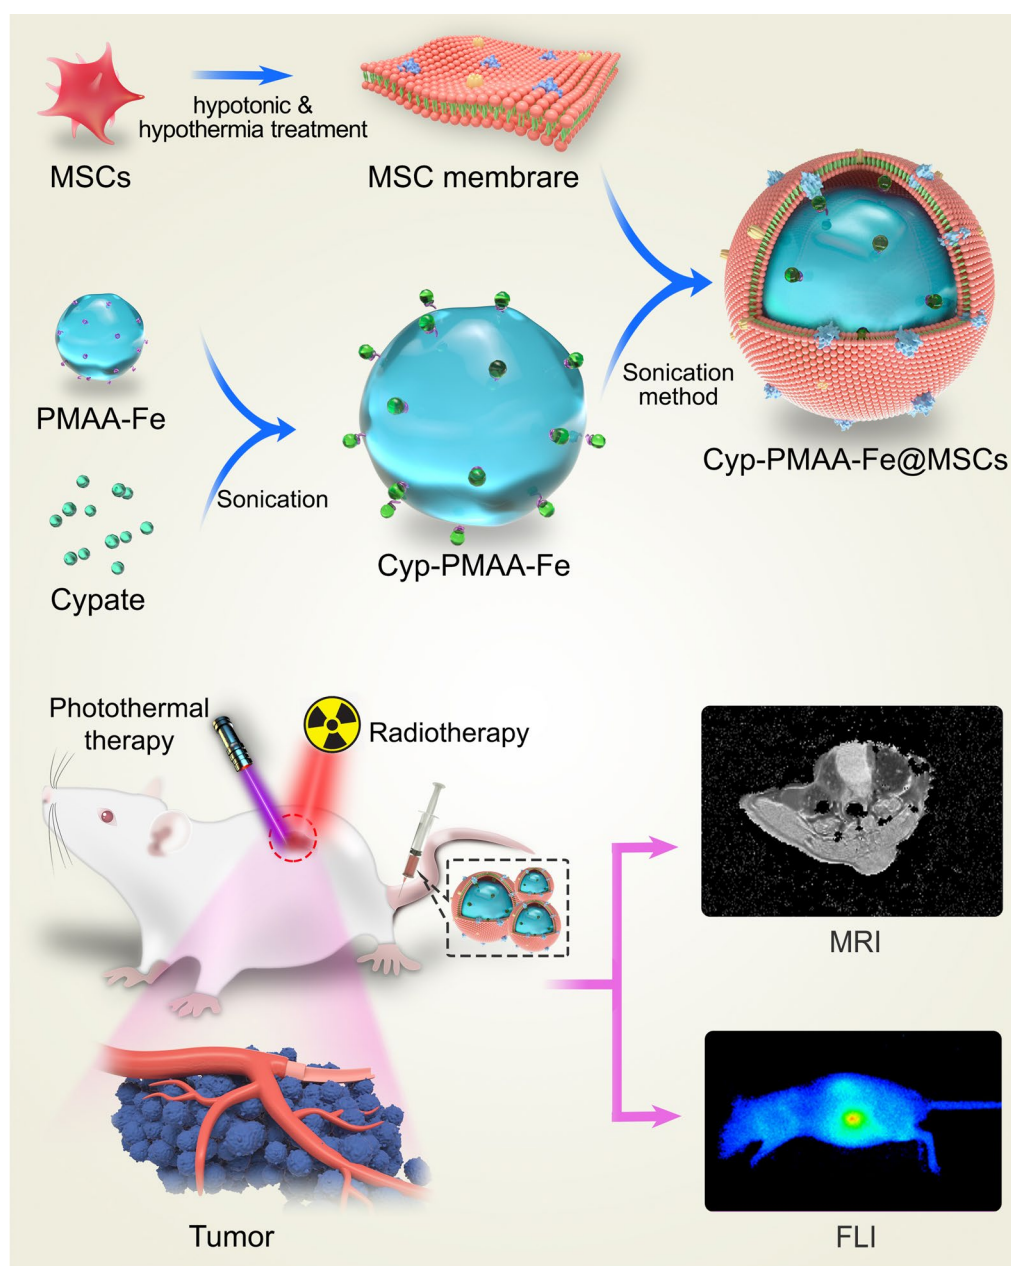 hypotonic &
hypothermia treatment
MSCs
MSC membrare
PMAA-Fe
Sonication
method
Cyp-PMAA-Fe@MSCs
Sonication
Cyp-PMAA-Fe
Cypate
Photothermal
therapy
Radiotherapy
MRI
Tumor
FLI